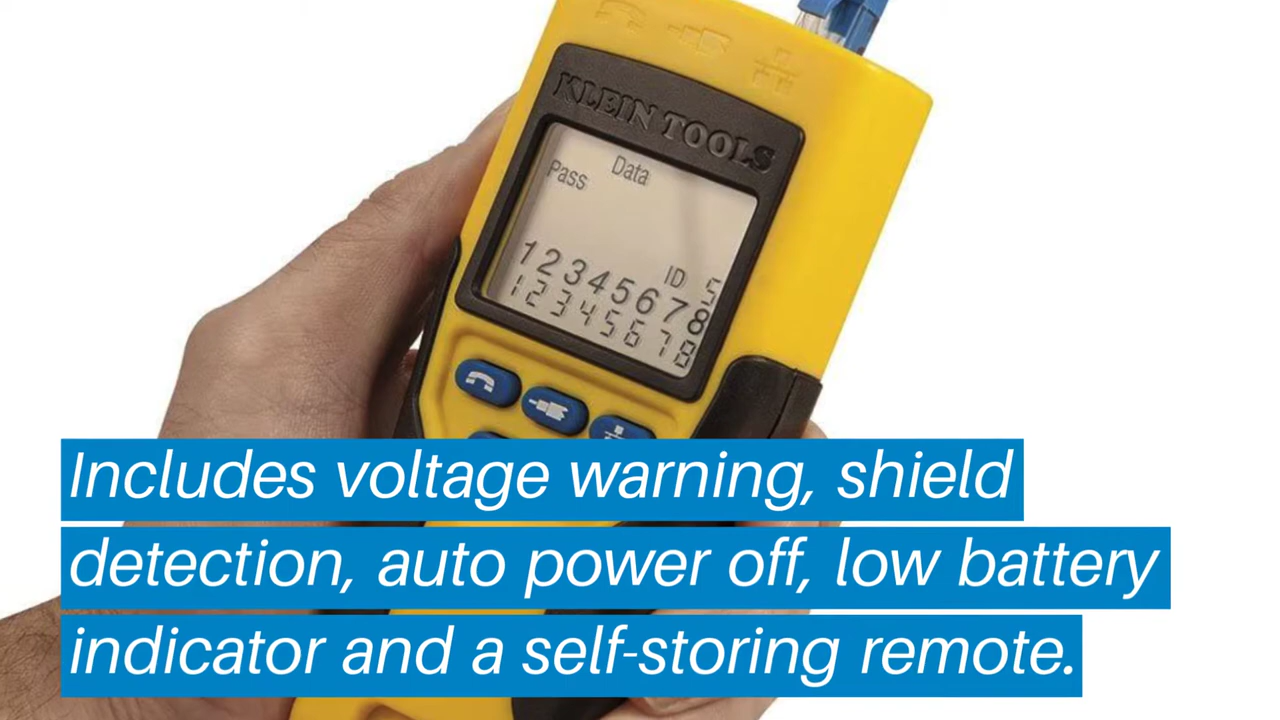 KLEIN TOOLS
Data
Pass
ID 5
12345678
12345678
Includes voltage warning, shield
detection, auto power off, low battery
indicator and a self-storing remote.